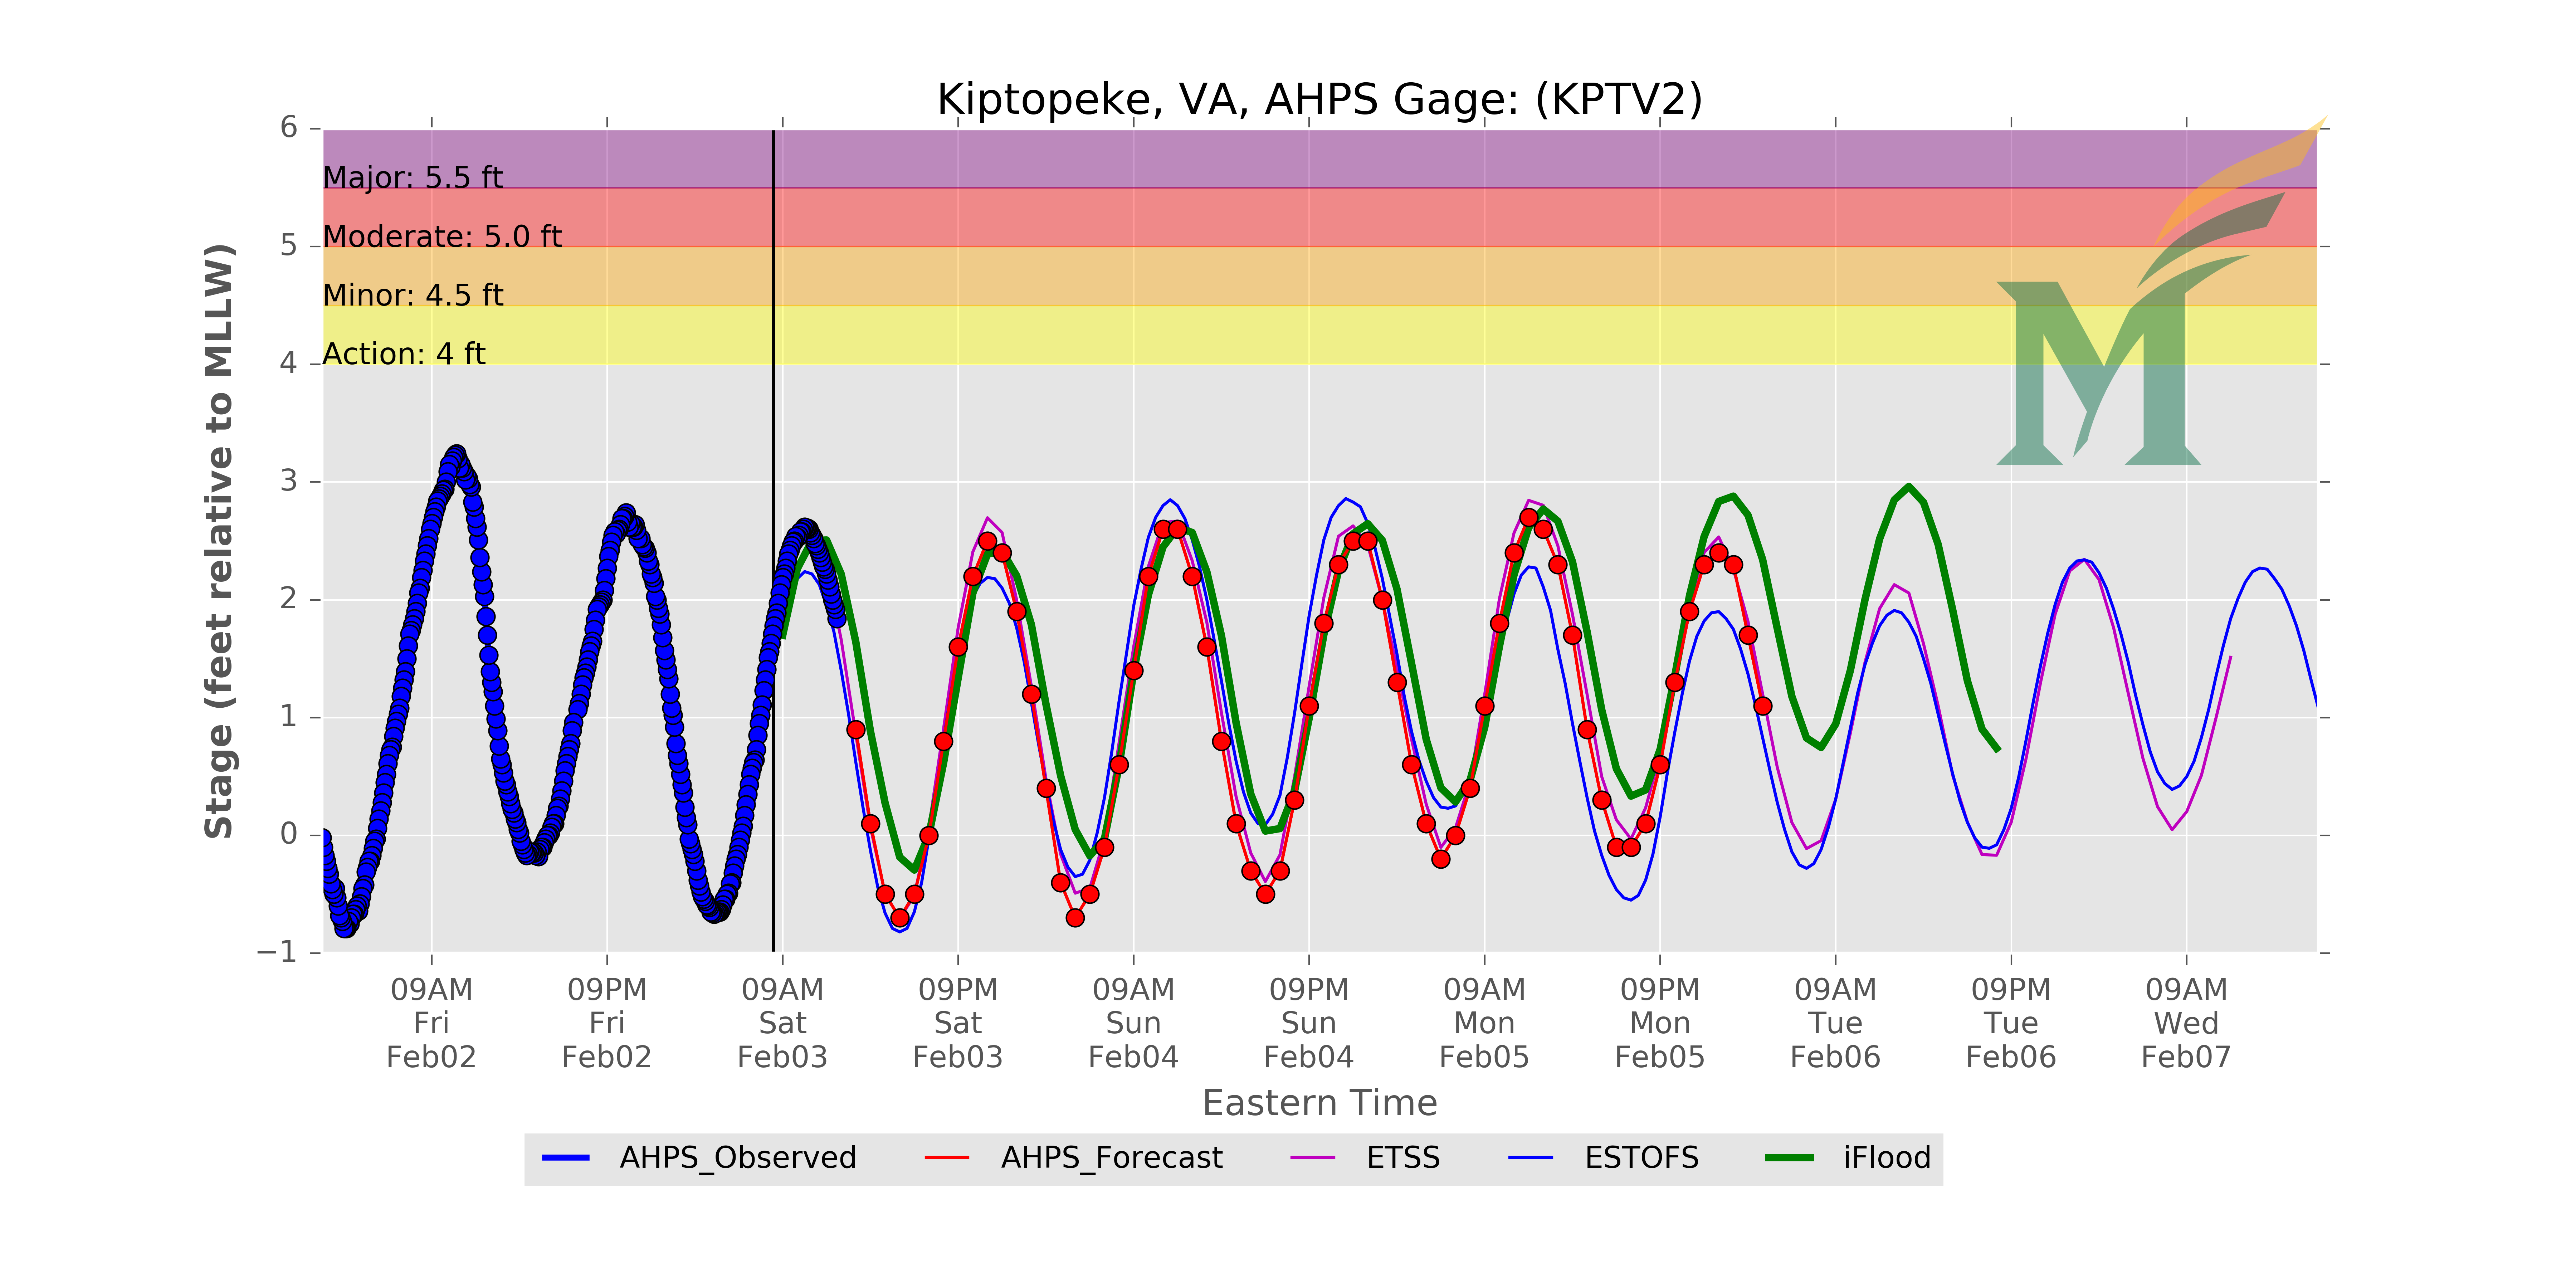 Kiptopeke, VA, AHPS Gage: (KPTV2)
6
5
4
3
2
1
0
−1
Stage (feet relative to MLLW)
Major: 5.5 ft
Moderate: 5.0 ft
Minor: 4.5 ft
Action: 4 ft
M
09AM 09PM 09AM 09PM 09AM 09PM 09AM 09PM 09AM 09PM 09AM
Fri Fri Sat Sat Sun Sun Mon Mon Tue Tue Wed
Feb02 Feb02 Feb03 Feb03 Feb04 Feb04 Feb05 Feb05 Feb06 Feb06 Feb07
Eastern Time
AHPS_Observed AHPS_Forecast ETSS ESTOFS iFlood